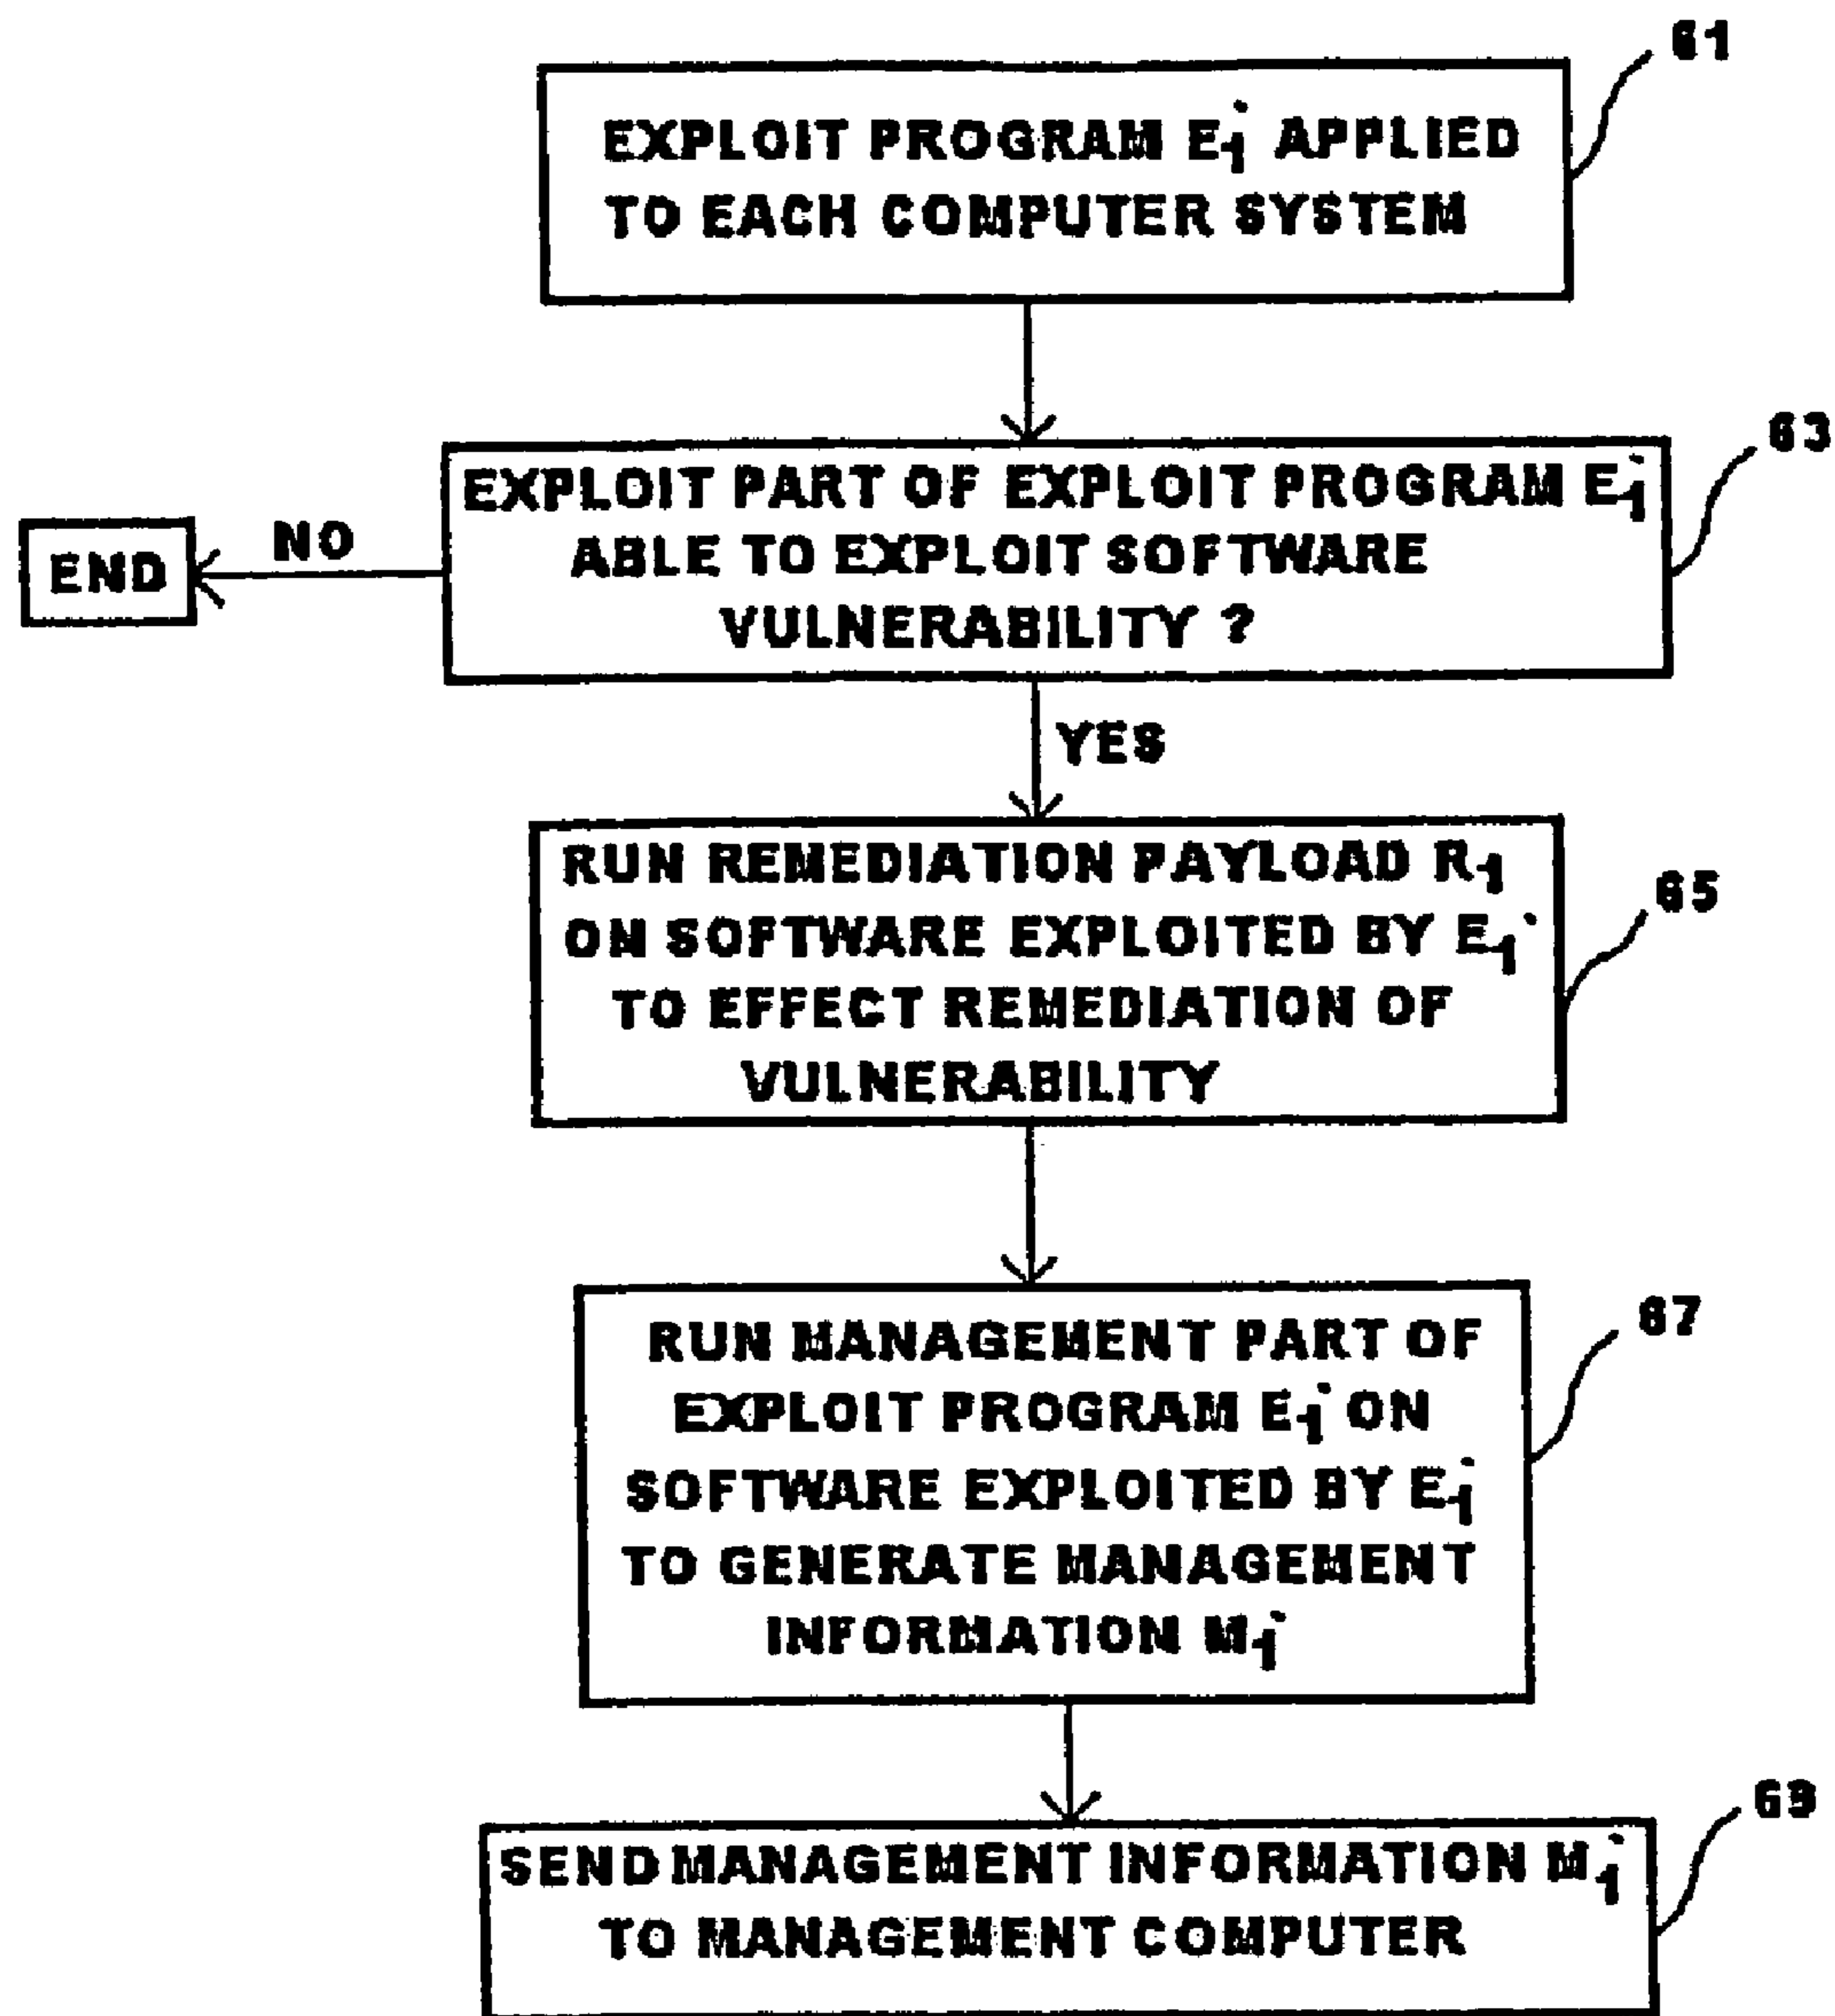 61
EXPLOIT PROGRAM Ei APPLIED
TO EACH COMPUTER SYSTEM
63
EXPLOIT PART OF EXPLOIT PROGRAM Ei
ABLE TO EXPLOIT SOFTWARE
VULNERABILITY ?
NO
END
YES
65
RUN REMEDIATION PAYLOAD Ri
ON SOFTWARE EXPLOITED BY Ei
TO EFFECT REMEDIATION OF
VULNERABILITY
67
RUN MANAGEMENT PART OF
EXPLOIT PROGRAM Ei ON
SOFTWARE EXPLOITED BY Ei
TO GENERATE MANAGEMENT
INFORMATION Mi
69
SEND MANAGEMENT INFORMATION Mi
TO MANAGEMENT COMPUTER